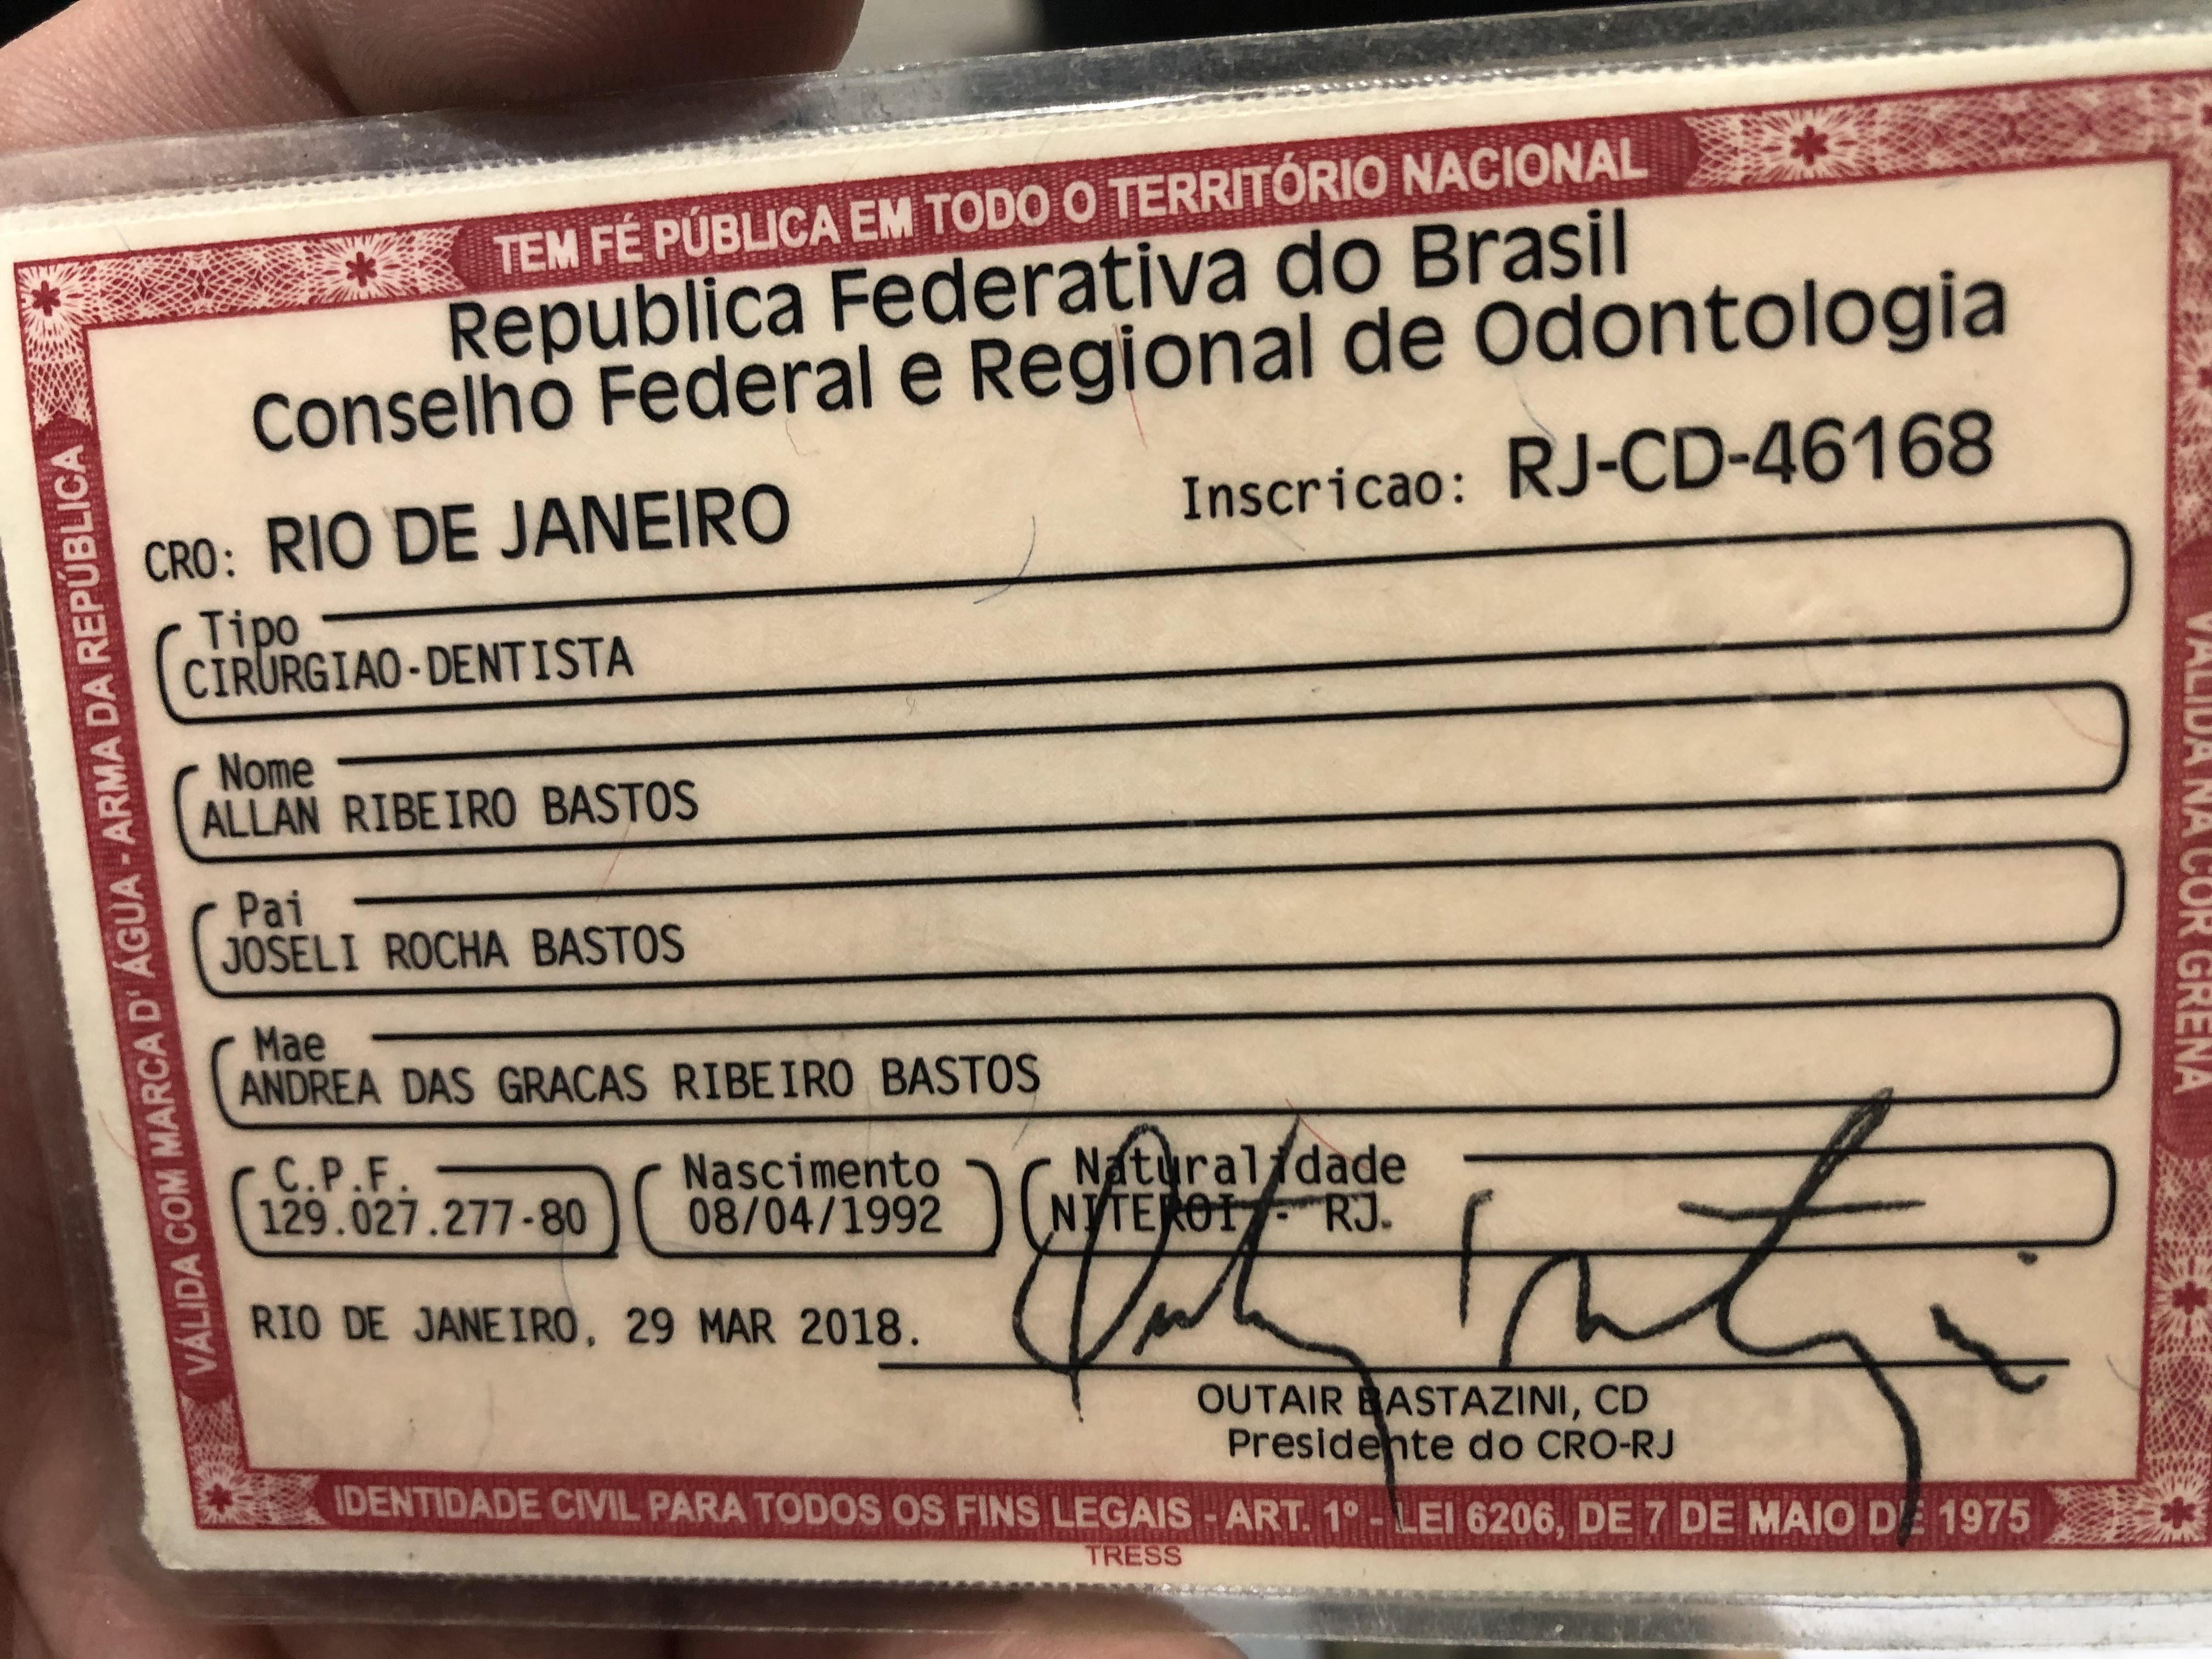 TEM FÉ PÚBLICA EM TODO O TERRITÓRIO NACIONAL
Republica Federativa do Brasil
Conselho Federal e Regional de Odontologia
CRO: RIO DE JANEIRO Inscricao: RJ-CD-46168
Tipo
CIRURGIAO-DENTISTA
Nome
ALLAN RIBEIRO BASTOS
Pai
JOSELI ROCHA BASTOS
Mae
ANDREA DAS GRACAS RIBEIRO BASTOS
C.P.F. Nascimento Naturalidade
129.027.277-80 08/04/1992 NITEROI - RJ.
RIO DE JANEIRO, 29 MAR 2018.
OUTAIR BASTAZINI, CD
Presidente do CRO-RJ
IDENTIDADE CIVIL PARA TODOS OS FINS LEGAIS - ART. 1º - LEI 6206, DE 7 DE MAIO DE 1975
TRESS
VÁLIDA COM MARCA D' ÁGUA - ARMA DA REPÚBLICA
VÁLIDA NA COR GRENÁ